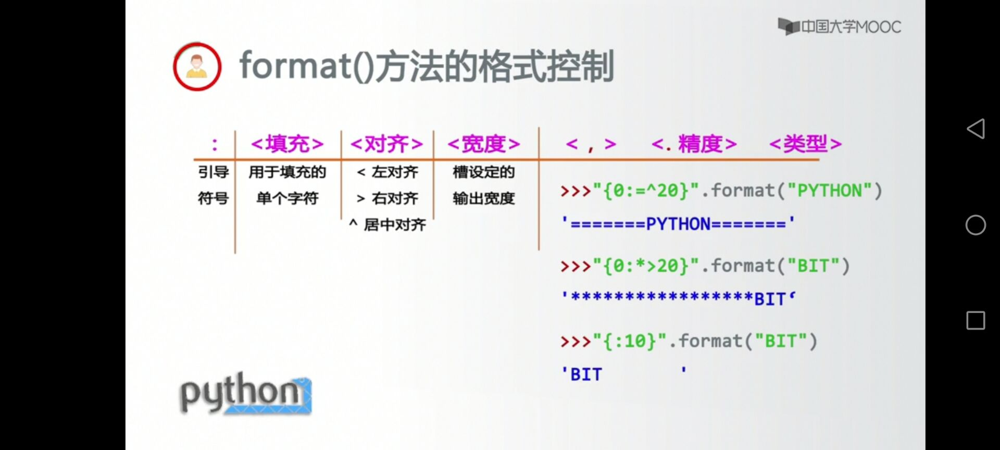 中国大学MOOC
format()方法的格式控制
: <填充> <对齐> <宽度> <,> <.精度> <类型>
引导 用于填充的 < 左对齐 槽设定的
符号 单个字符 > 右对齐 输出宽度
^ 居中对齐
>>>"{0:=^20}".format("PYTHON")
'=======PYTHON======='
>>>"{0:*>20}".format("BIT")
'*****************BIT‘
>>>"{:10}".format("BIT")
'BIT       '
python